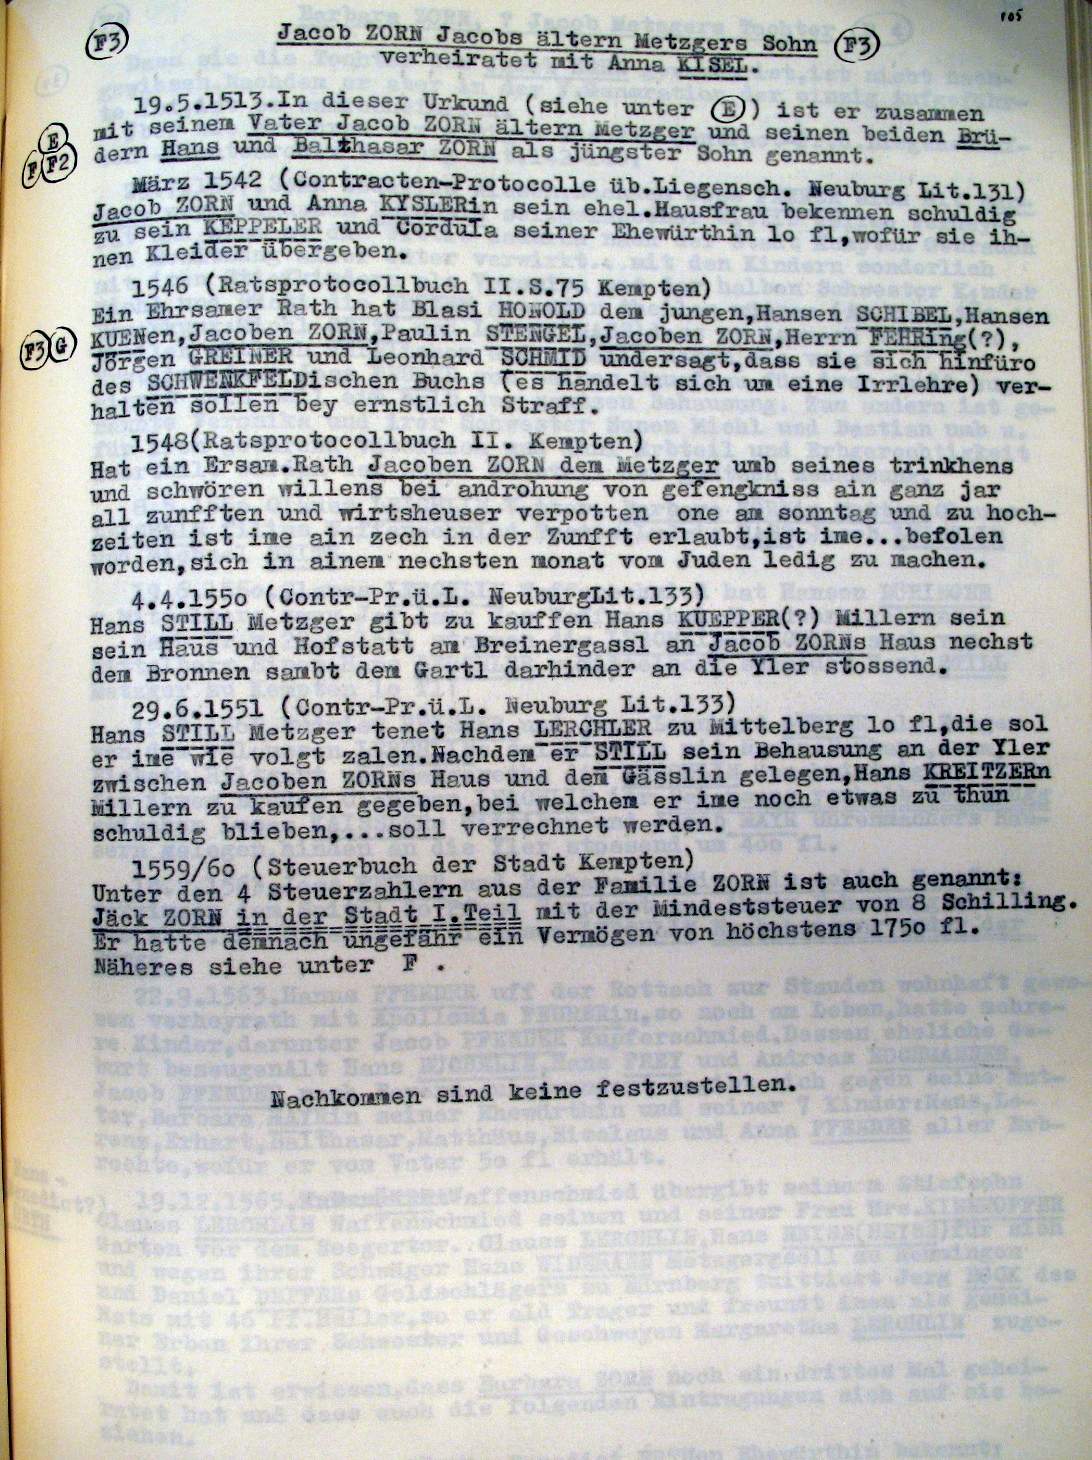 105
F3 Jacob ZORN Jacobs ältern Metzgers Sohn F3
verheiratet mit Anna KISEL.
19.5.1513.In dieser Urkund (siehe unter E) ist er zusammen
mit seinem Vater Jacob ZORN ältern Metzger und seinen beiden Brü-
E
F F2 dern Hans und Balthasar ZORN als jüngster Sohn genannt.
März 1542 (Contracten-Protocolle üb.Liegensch. Neuburg Lit.131)
Jacob ZORN und Anna KYSLERin sein ehel.Hausfrau bekennen schuldig
zu sein KEPPELER und Cordula seiner Ehewürthin lo fl,wofür sie ih-
nen Kleider übergeben.
1546 (Ratsprotocollbuch II.S.75 Kempten)
Ein Ehrsamer Rath hat Blasi HONOLD dem jungen,Hansen SCHIBEL,Hansen
F3 G KUENen,Jacoben ZORN,Paulin STENGEL,Jacoben ZORN,Herrn FEHRIng(?),
Jörgen GREINER und Leonhard SCHMID undersagt,dass sie sich hinfüro
des SCHWENKFELDischen Buchs (es handelt sich um eine Irrlehre) ver-
halten sollen bey ernstlich Straff.
1548(Ratsprotocollbuch II. Kempten)
Hat ein Ersam.Rath Jacoben ZORN dem Metzger umb seines trinkhens
und schwören willens bei androhung von gefengkniss ain ganz jar
all zunfften und wirtsheuser verpotten one am sonntag und zu hoch-
zeiten ist ime ain zech in der Zunfft erlaubt,ist ime...befolen
worden,sich in ainem nechsten monat vom Juden ledig zu machen.
4.4.155o (Contr-Pr.ü.L. NeuburgLit.133)
Hans STILL Metzger gibt zu kauffen Hans KUEPPER(?) Millern sein
sein Haus und Hofstatt am Breinergassl an Jacob ZORNs Haus nechst
dem Bronnen sambt dem Gartl darhinder an die Yler stossend.
29.6.1551 (Contr-Pr.ü.L. Neuburg Lit.133)
Hans STILL Metzger tenet Hans LERCHLER zu Mittelberg lo fl,die sol
er ime wie volgt zalen.Nachdem er STILL sein Behausung an der Yler
zwischen Jacoben ZORNs Haus und dem Gässlin gelegen,Hans KREITZERn
Millern zu kaufen gegeben,bei welchem er ime noch etwas zu thun
schuldig blieben,...soll verrechnet werden.
1559/6o (Steuerbuch der Stadt Kempten)
Unter den 4 Steuerzahlern aus der Familie ZORN ist auch genannt:
Jäck ZORN in der Stadt I.Teil mit der Mindeststeuer von 8 Schilling.
Er hatte demnach ungefähr ein Vermögen von höchstens 175o fl.
Näheres siehe unter F .
Nachkommen sind keine festzustellen.